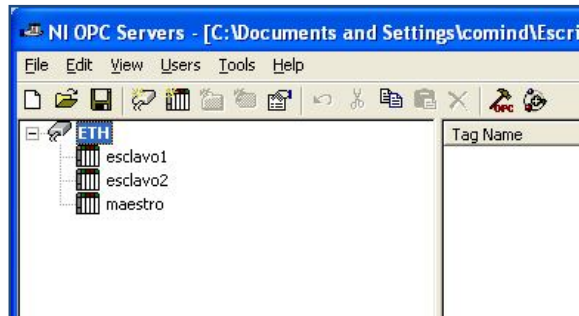 NI OPC Servers - [C:\Documents and Settings\comind\Escri
File Edit View Users Tools Help
ETH
esclavo1
esclavo2
maestro
Tag Name